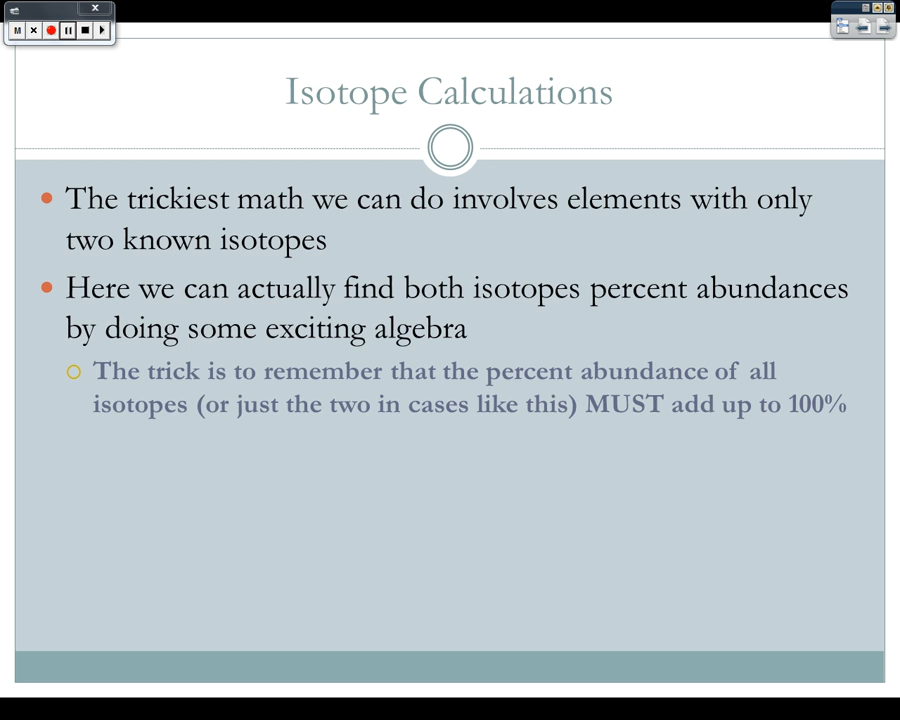 M
Isotope Calculations
The trickiest math we can do involves elements with only
two known isotopes
Here we can actually find both isotopes percent abundances
by doing some exciting algebra
The trick is to remember that the percent abundance of all
isotopes (or just the two in cases like this) MUST add up to 100%